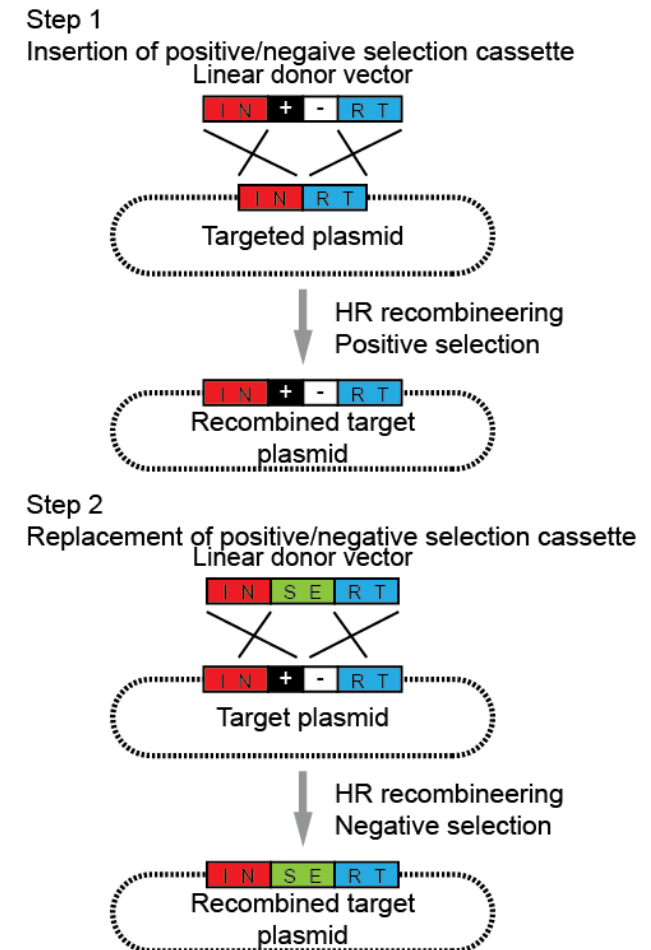 Step 1
Insertion of positive/negaive selection cassette
Linear donor vector
I N + - R T
I N R T
Targeted plasmid
HR recombineering
Positive selection
I N + - R T
Recombined target
plasmid
Step 2
Replacement of positive/negative selection cassette
Linear donor vector
I N S E R T
I N + - R T
Target plasmid
HR recombineering
Negative selection
I N S E R T
Recombined target
plasmid